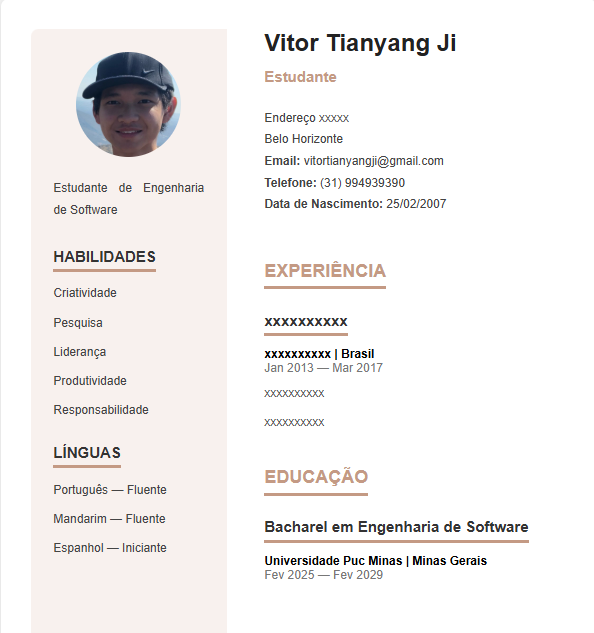 Estudante de Engenharia
de Software
HABILIDADES
Criatividade
Pesquisa
Liderança
Produtividade
Responsabilidade
LÍNGUAS
Português — Fluente
Mandarim — Fluente
Espanhol — Iniciante
Vitor Tianyang Ji
Estudante
Endereço xxxxx
Belo Horizonte
Email: vitortianyangji@gmail.com
Telefone: (31) 994939390
Data de Nascimento: 25/02/2007
EXPERIÊNCIA
xxxxxxxxxx
xxxxxxxxxx | Brasil
Jan 2013 — Mar 2017
xxxxxxxxxx
xxxxxxxxxx
EDUCAÇÃO
Bacharel em Engenharia de Software
Universidade Puc Minas | Minas Gerais
Fev 2025 — Fev 2029